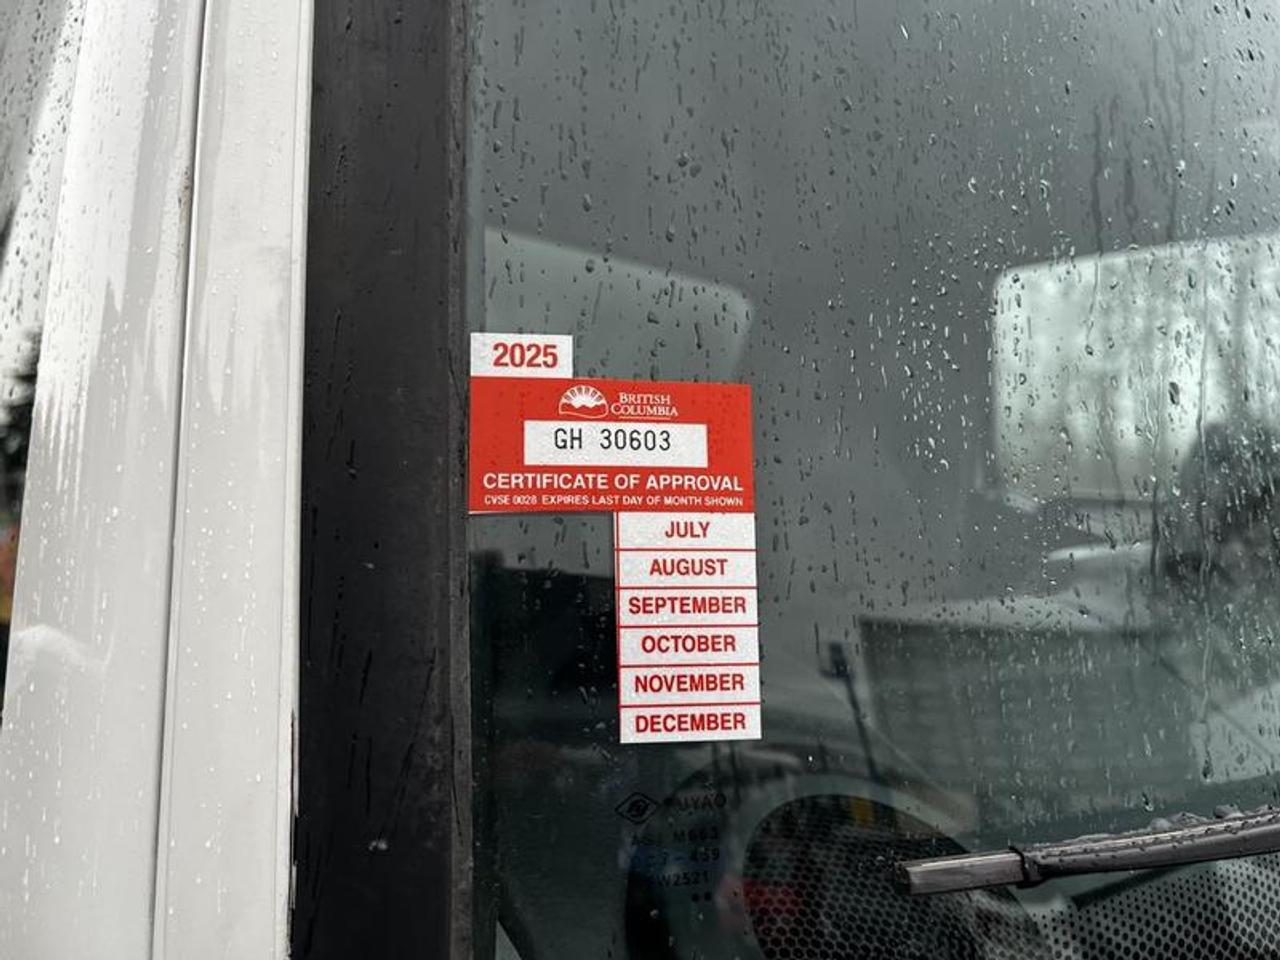 2025
BRITISH
COLUMBIA
GH 30603
CERTIFICATE OF APPROVAL
CVSE 0028 EXPIRES LAST DAY OF MONTH SHOWN
JULY
AUGUST
SEPTEMBER
OCTOBER
NOVEMBER
DECEMBER